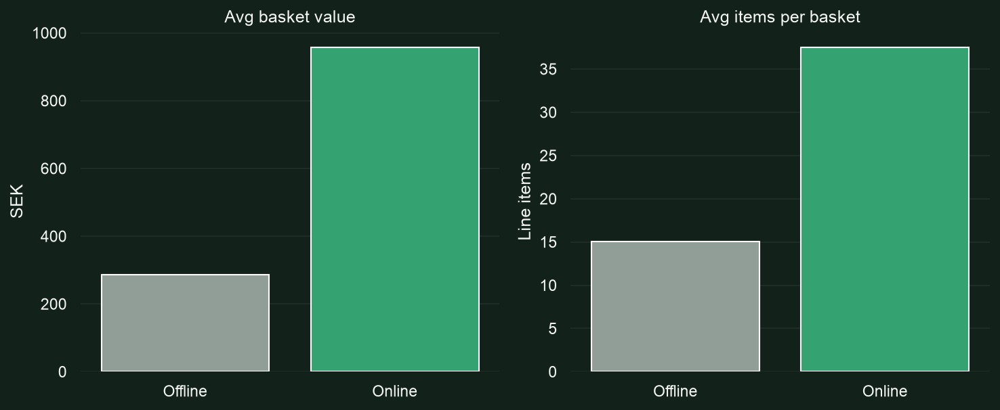 Avg basket value
SEK
1000
800
600
400
200
0
Offline
Online
Avg items per basket
Line items
35
30
25
20
15
10
5
0
Offline
Online